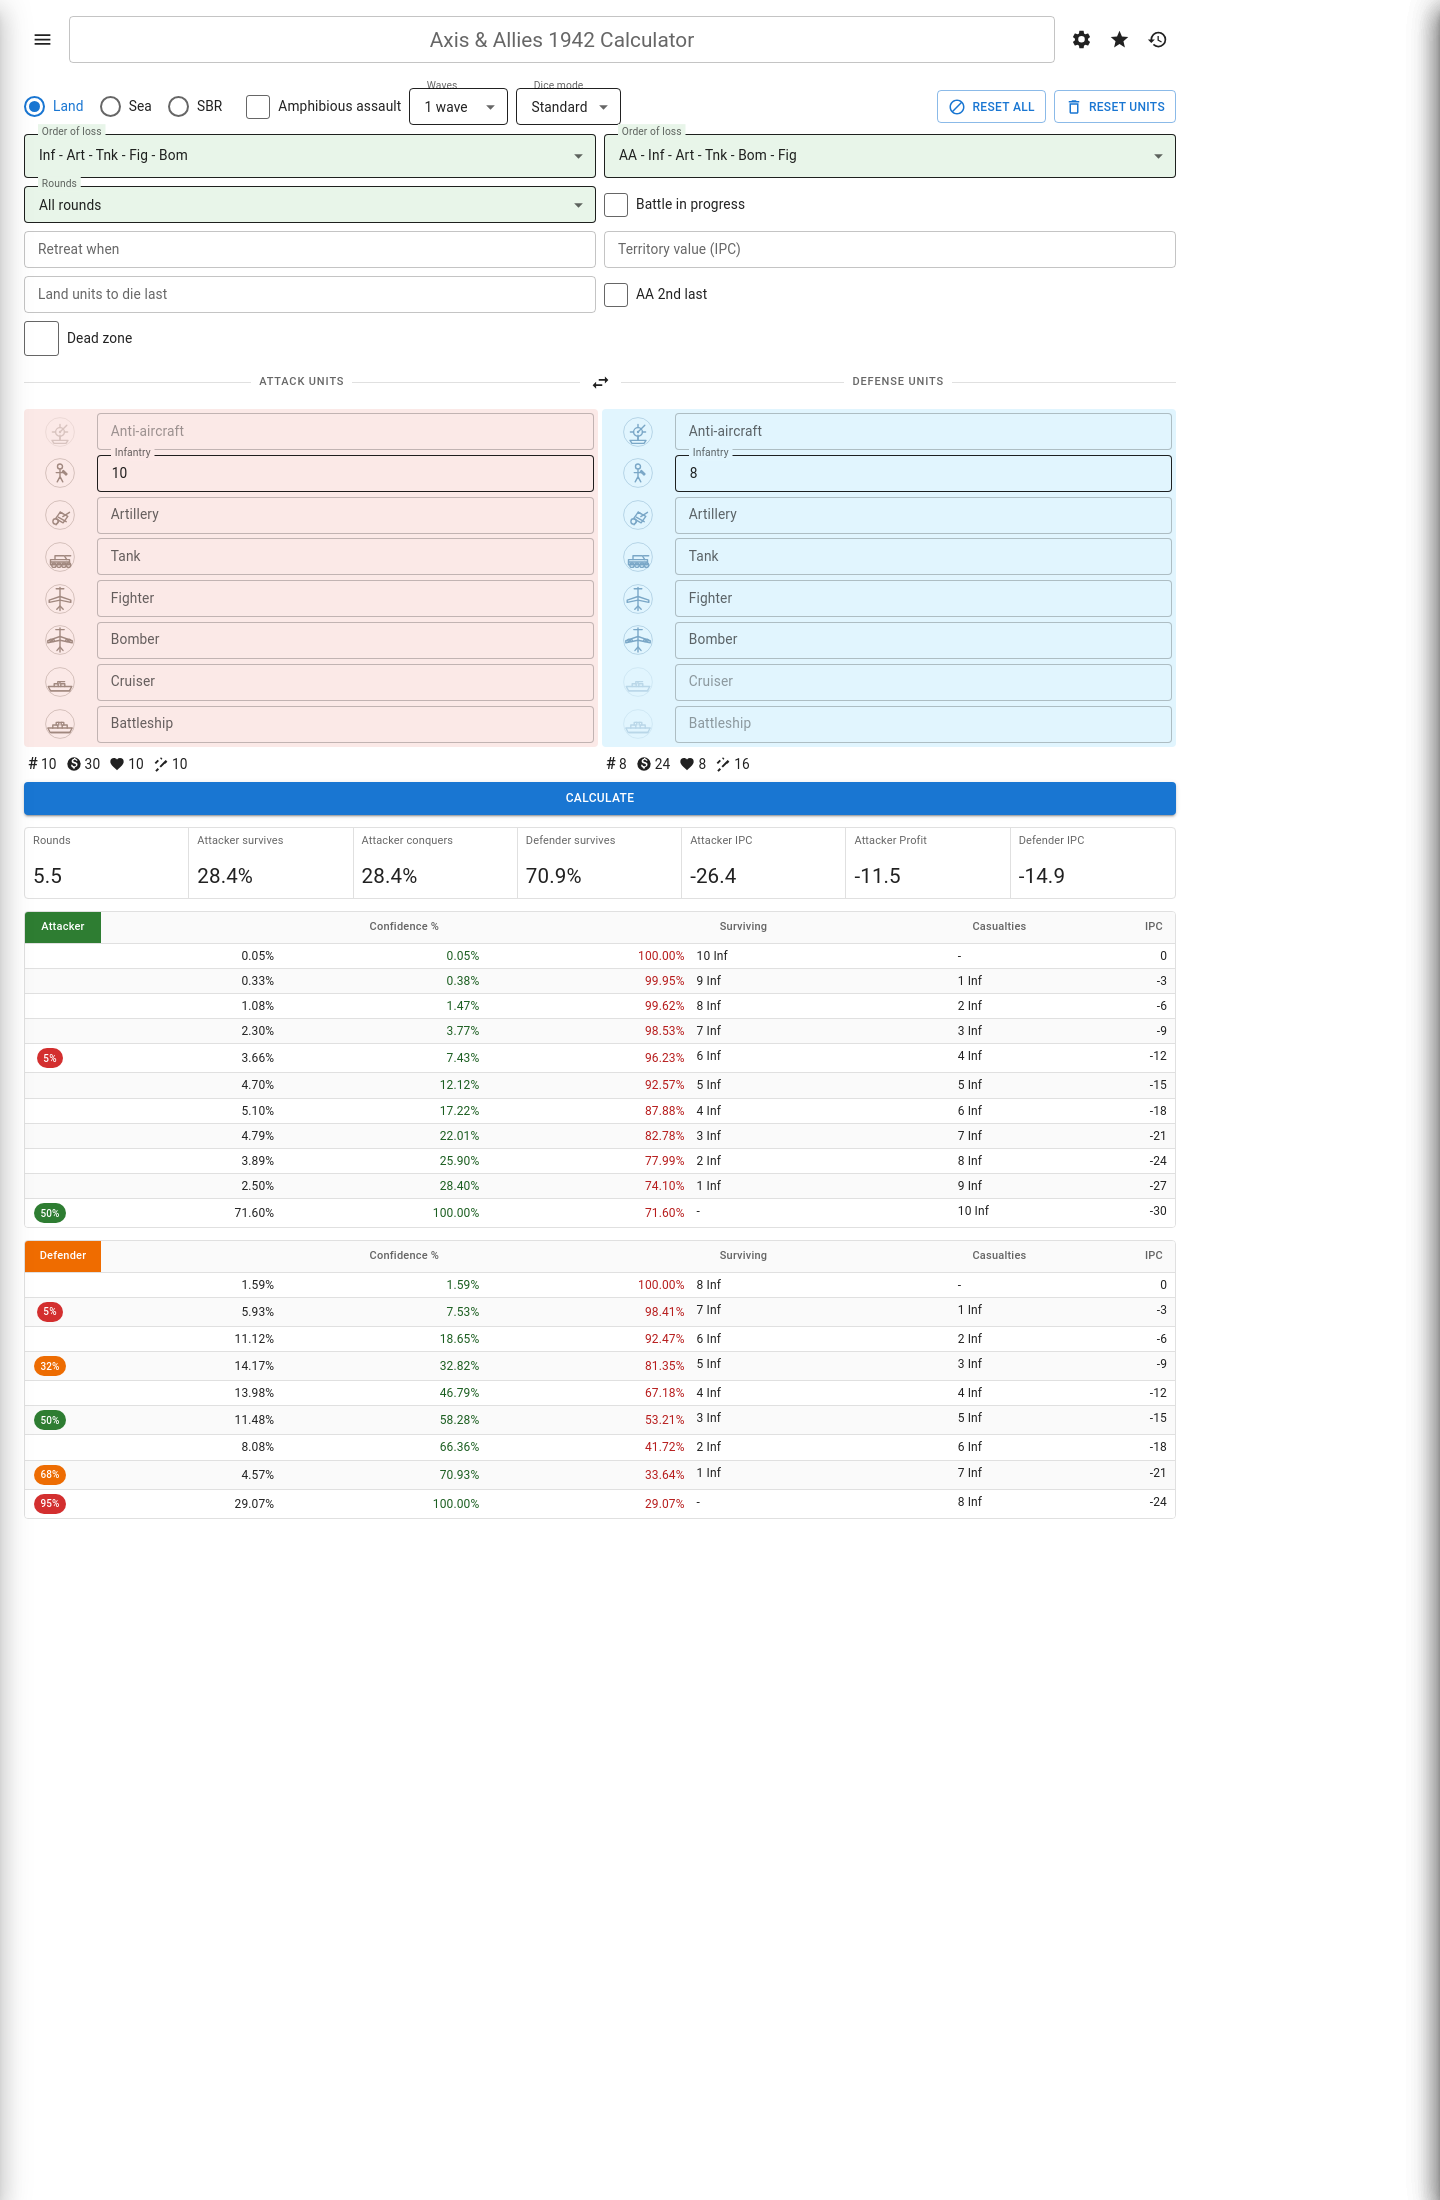 Axis & Allies 1942 Calculator
Land Sea SBR Amphibious assault Waves 1 wave Dice mode Standard RESET ALL RESET UNITS
Order of loss Order of loss
Inf - Art - Tnk - Fig - Bom AA - Inf - Art - Tnk - Bom - Fig
Rounds
All rounds Battle in progress
Retreat when Territory value (IPC)
Land units to die last AA 2nd last
Dead zone
ATTACK UNITS DEFENSE UNITS
Anti-aircraft Anti-aircraft
Infantry Infantry
10 8
Artillery Artillery
Tank Tank
Fighter Fighter
Bomber Bomber
Cruiser Cruiser
Battleship Battleship
# 10 30 10 10 # 8 24 8 16
CALCULATE
Rounds Attacker survives Attacker conquers Defender survives Attacker IPC Attacker Profit Defender IPC
5.5 28.4% 28.4% 70.9% -26.4 -11.5 -14.9
Attacker Confidence % Surviving Casualties IPC
0.05% 0.05% 100.00% 10 Inf - 0
0.33% 0.38% 99.95% 9 Inf 1 Inf -3
1.08% 1.47% 99.62% 8 Inf 2 Inf -6
2.30% 3.77% 98.53% 7 Inf 3 Inf -9
5% 3.66% 7.43% 96.23% 6 Inf 4 Inf -12
4.70% 12.12% 92.57% 5 Inf 5 Inf -15
5.10% 17.22% 87.88% 4 Inf 6 Inf -18
4.79% 22.01% 82.78% 3 Inf 7 Inf -21
3.89% 25.90% 77.99% 2 Inf 8 Inf -24
2.50% 28.40% 74.10% 1 Inf 9 Inf -27
50% 71.60% 100.00% 71.60% - 10 Inf -30
Defender Confidence % Surviving Casualties IPC
1.59% 1.59% 100.00% 8 Inf - 0
5% 5.93% 7.53% 98.41% 7 Inf 1 Inf -3
11.12% 18.65% 92.47% 6 Inf 2 Inf -6
32% 14.17% 32.82% 81.35% 5 Inf 3 Inf -9
13.98% 46.79% 67.18% 4 Inf 4 Inf -12
50% 11.48% 58.28% 53.21% 3 Inf 5 Inf -15
8.08% 66.36% 41.72% 2 Inf 6 Inf -18
68% 4.57% 70.93% 33.64% 1 Inf 7 Inf -21
95% 29.07% 100.00% 29.07% - 8 Inf -24